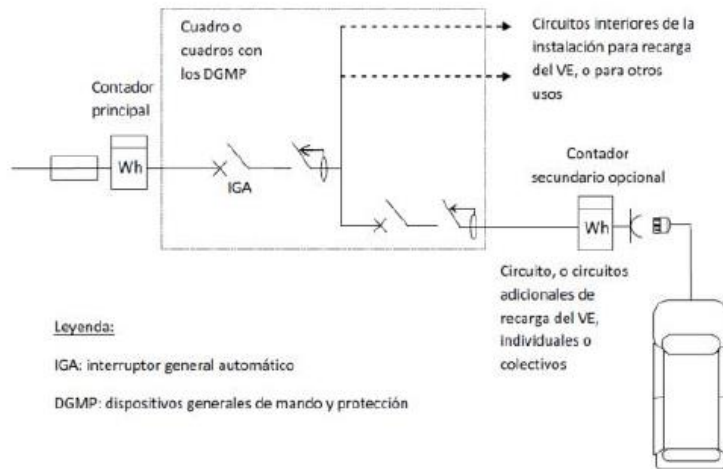 Cuadro o
cuadros con
los DGMP
Circuitos interiores de la
instalación para recarga
del VE, o para otros
usos
Contador
principal
Wh
IGA
Contador
secundario opcional
Wh
Circuito, o circuitos
adicionales de
recarga del VE,
individuales o
colectivos
Leyenda:
IGA: interruptor general automático
DGMP: dispositivos generales de mando y protección